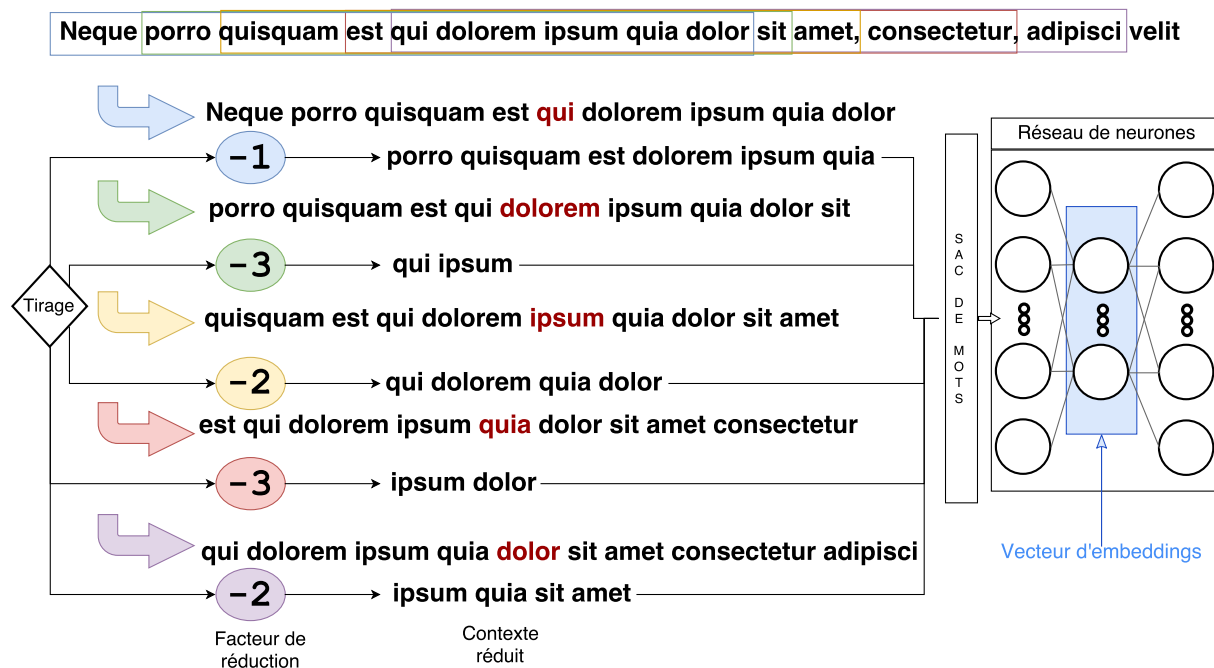 Neque porro quisquam est qui dolorem ipsum quia dolor sit amet, consectetur, adipisci velit
Neque porro quisquam est qui dolorem ipsum quia dolor
-1
porro quisquam est dolorem ipsum quia
porro quisquam est qui dolorem ipsum quia dolor sit
-3
qui ipsum
Tirage
quisquam est qui dolorem ipsum quia dolor sit amet
-2
qui dolorem quia dolor
est qui dolorem ipsum quia dolor sit amet consectetur
-3
ipsum dolor
qui dolorem ipsum quia dolor sit amet consectetur adipisci
-2
ipsum quia sit amet
Facteur de
réduction
Contexte
réduit
SAC DE MOTS
Réseau de neurones
Vecteur d'embeddings